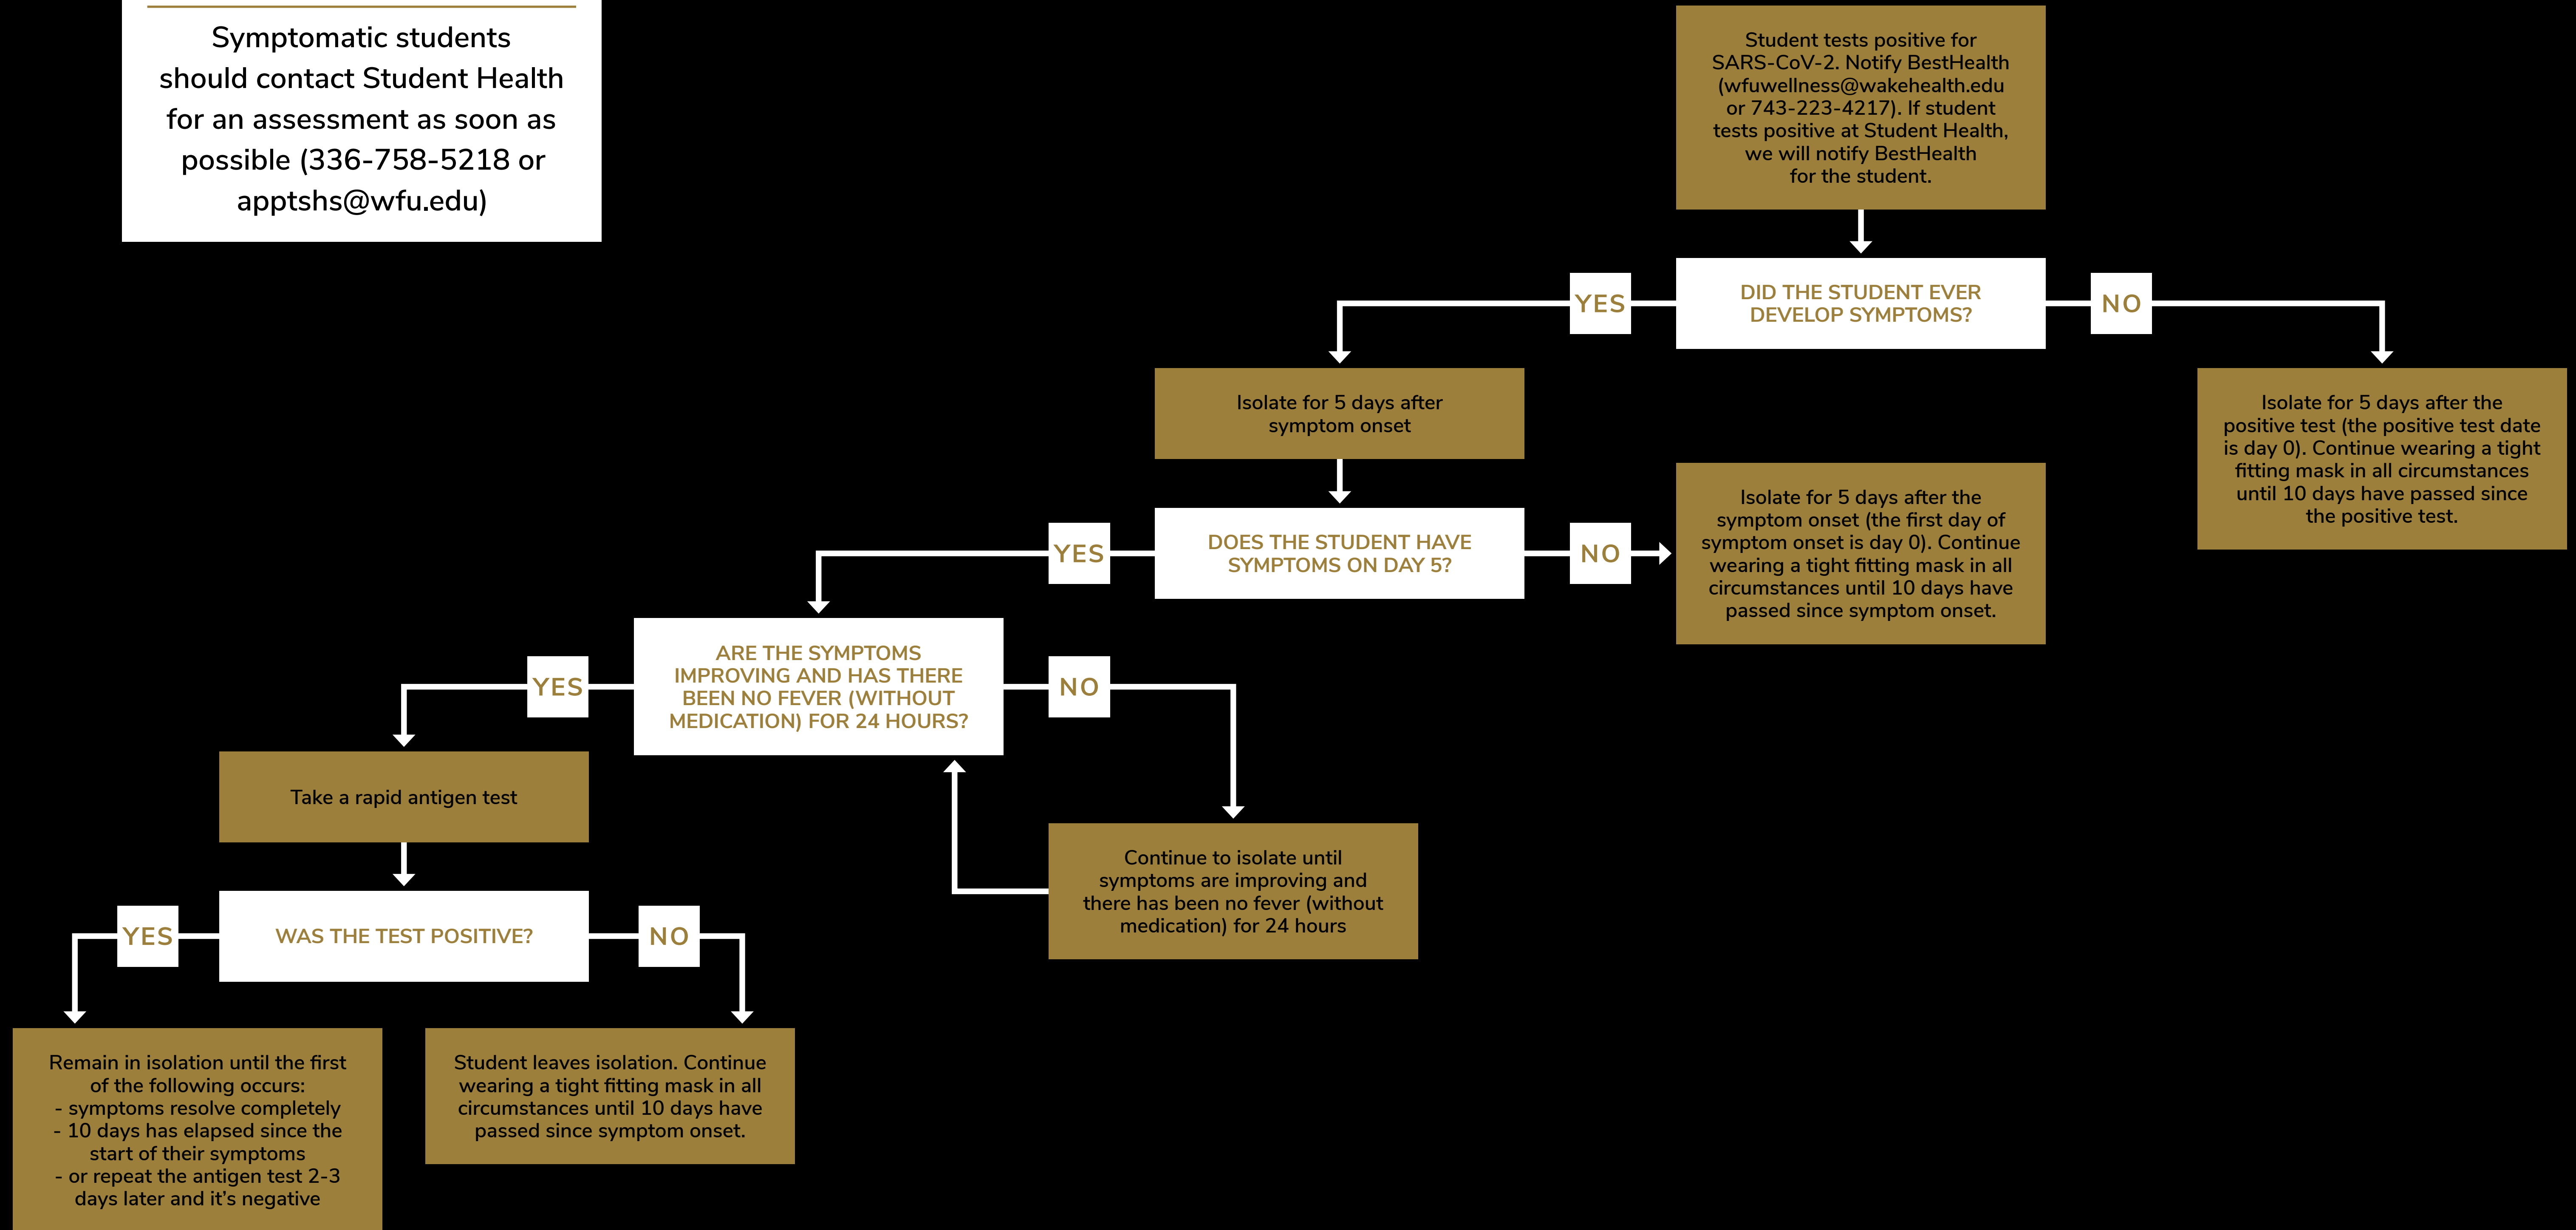 Symptomatic students
should contact Student Health
for an assessment as soon as
possible (336-758-5218 or
apptshs@wfu.edu)
Student tests positive for
SARS-CoV-2. Notify BestHealth
(wfuwellness@wakehealth.edu
or 743-223-4217). If student
tests positive at Student Health,
we will notify BestHealth
for the student.
YES
DID THE STUDENT EVER
DEVELOP SYMPTOMS?
NO
Isolate for 5 days after
symptom onset
Isolate for 5 days after the
positive test (the positive test date
is day 0). Continue wearing a tight
fitting mask in all circumstances
until 10 days have passed since
the positive test.
YES
DOES THE STUDENT HAVE
SYMPTOMS ON DAY 5?
NO
Isolate for 5 days after the
symptom onset (the first day of
symptom onset is day 0). Continue
wearing a tight fitting mask in all
circumstances until 10 days have
passed since symptom onset.
YES
ARE THE SYMPTOMS
IMPROVING AND HAS THERE
BEEN NO FEVER (WITHOUT
MEDICATION) FOR 24 HOURS?
NO
Take a rapid antigen test
Continue to isolate until
symptoms are improving and
there has been no fever (without
medication) for 24 hours
YES
WAS THE TEST POSITIVE?
NO
Remain in isolation until the first
of the following occurs:
- symptoms resolve completely
- 10 days has elapsed since the
start of their symptoms
- or repeat the antigen test 2-3
days later and it's negative
Student leaves isolation. Continue
wearing a tight fitting mask in all
circumstances until 10 days have
passed since symptom onset.